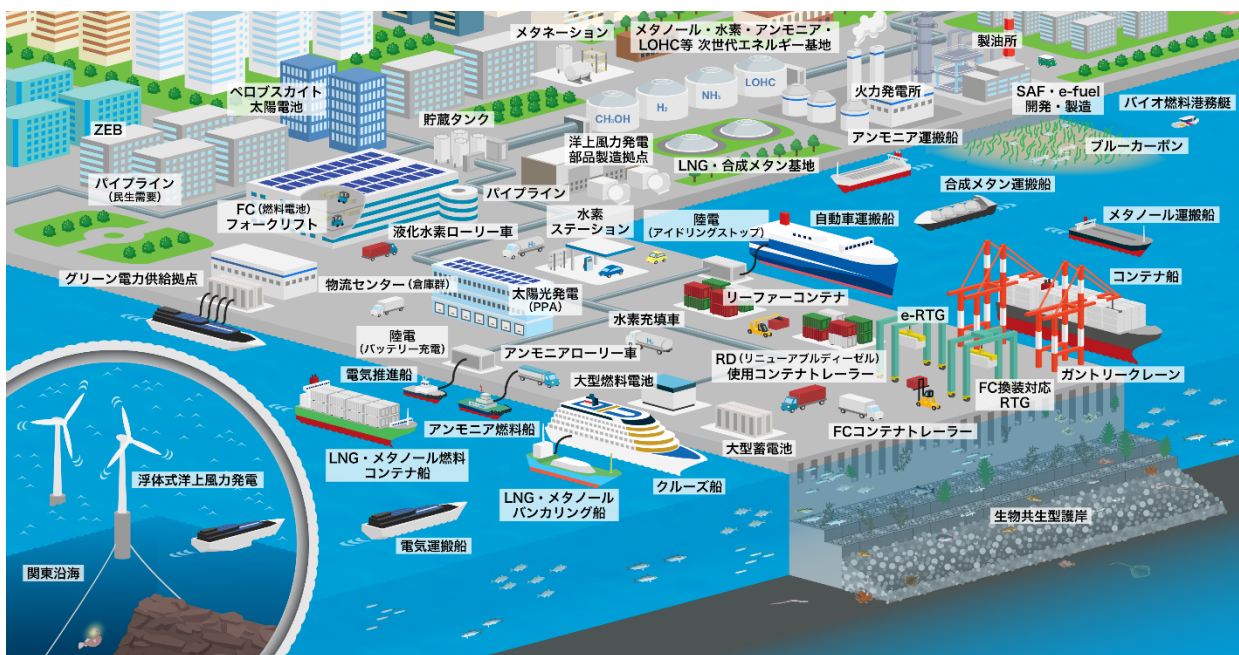 メタネーション
メタノール・水素・アンモニア・
LOHC等 次世代エネルギー基地
製油所
ペロブスカイト
太陽電池
ZEB
貯蔵タンク
CH₃OH
H₂
NH₃
LOHC
火力発電所
SAF・e-fuel
開発・製造
バイオ燃料港務艇
洋上風力発電
部品製造拠点
LNG・合成メタン基地
アンモニア運搬船
ブルーカーボン
パイプライン
(民生需要)
FC(燃料電池)
フォークリフト
パイプライン
合成メタン運搬船
液化水素ローリー車
H₂
水素
ステーション
陸電
(アイドリングストップ)
自動車運搬船
メタノール運搬船
グリーン電力供給拠点
物流センター(倉庫群)
太陽光発電
(PPA)
リーファーコンテナ
コンテナ船
陸電
(バッテリー充電)
水素充填車
H₂
e-RTG
アンモニアローリー車
RD(リニューアブルディーゼル)
使用コンテナトレーラー
電気推進船
大型燃料電池
FC換装対応
RTG
ガントリークレーン
アンモニア燃料船
大型蓄電池
FCコンテナトレーラー
LNG・メタノール燃料
コンテナ船
LNG・メタノール
バンカリング船
クルーズ船
浮体式洋上風力発電
電気運搬船
生物共生型護岸
関東沿海